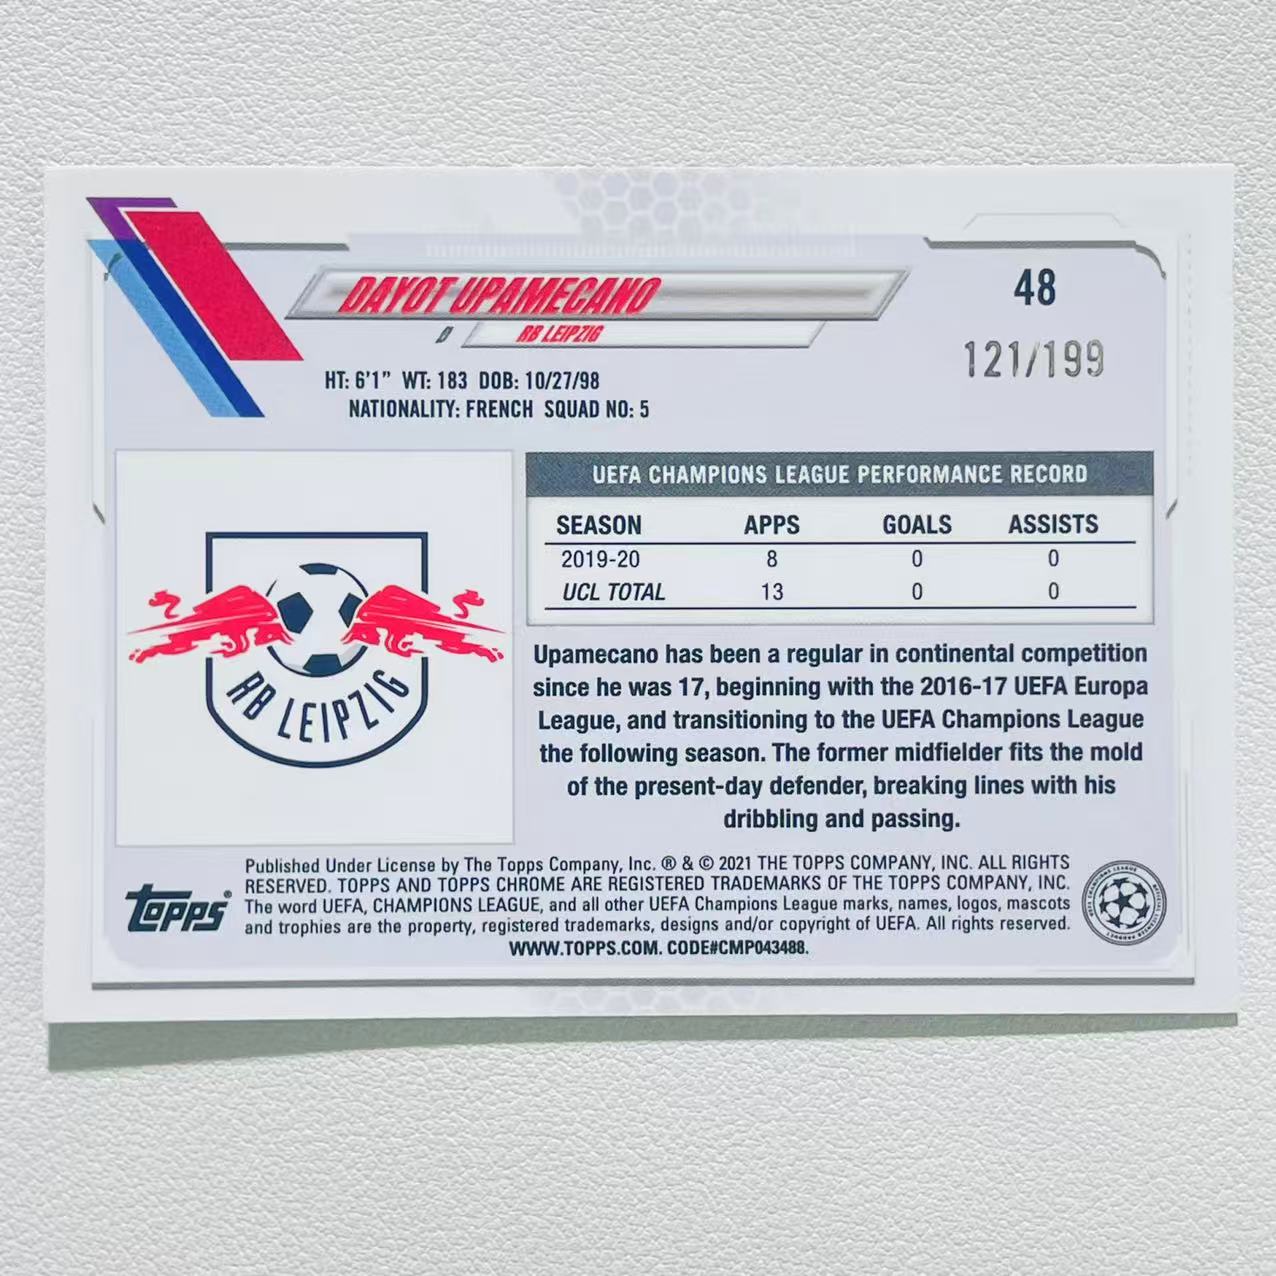 DAYOT UPAMECANO
D
RB LEIPZIG
48
121/199
HT: 6'1" WT: 183 DOB: 10/27/98
NATIONALITY: FRENCH SQUAD NO: 5
UEFA CHAMPIONS LEAGUE PERFORMANCE RECORD
SEASON APPS GOALS ASSISTS
2019-20 8 0 0
UCL TOTAL 13 0 0
RB LEIPZIG
Upamecano has been a regular in continental competition
since he was 17, beginning with the 2016-17 UEFA Europa
League, and transitioning to the UEFA Champions League
the following season. The former midfielder fits the mold
of the present-day defender, breaking lines with his
dribbling and passing.
Topps®
Published Under License by The Topps Company, Inc. ® & © 2021 THE TOPPS COMPANY, INC. ALL RIGHTS
RESERVED. TOPPS AND TOPPS CHROME ARE REGISTERED TRADEMARKS OF THE TOPPS COMPANY, INC.
The word UEFA, CHAMPIONS LEAGUE, and all other UEFA Champions League marks, names, logos, mascots
and trophies are the property, registered trademarks, designs and/or copyright of UEFA. All rights reserved.
WWW.TOPPS.COM. CODE#CMP043488.